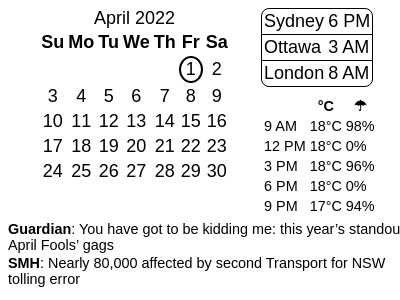 April 2022
Su Mo Tu We Th Fr Sa
1 2
3 4 5 6 7 8 9
10 11 12 13 14 15 16
17 18 19 20 21 22 23
24 25 26 27 28 29 30
Sydney 6 PM
Ottawa 3 AM
London 8 AM
°C ☂
9 AM 18°C 98%
12 PM 18°C 0%
3 PM 18°C 96%
6 PM 18°C 0%
9 PM 17°C 94%
Guardian: You have got to be kidding me: this year’s standou
April Fools’ gags
SMH: Nearly 80,000 affected by second Transport for NSW
tolling error